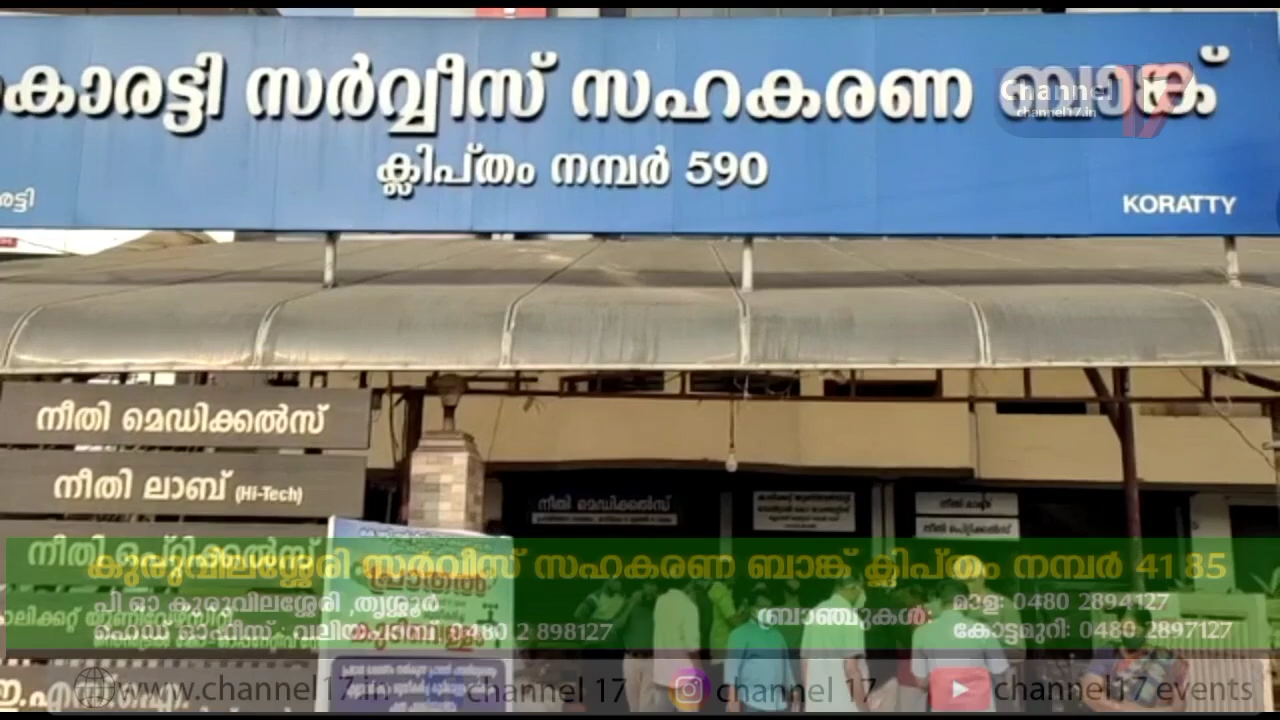 കൊരട്ടി സർവ്വീസ് സഹകരണ ബാങ്ക്
ക്ലിപ്തം നമ്പർ 590
KORATTY
Channel 17
channel17.in
നീതി മെഡിക്കൽസ്
നീതി ലാബ് (Hi-Tech)
നീതി ഒപ്റ്റിക്കൽസ്
നീതി മെഡിക്കൽസ്
കുരുവിലശ്ശേരി സർവീസ് സഹകരണ ബാങ്ക് ക്ലിപ്തം നമ്പർ 4185
പി ഓ കുരുവിലശ്ശേരി ,തൃശ്ശൂർ
ഹെഡ് ഓഫീസ് : വലിയപറമ്പ് 0480 2 898127
ബ്രാഞ്ചുകൾ: മാള: 0480 2894127
കോട്ടമുറി: 0480 2897127
പ്രാതൽ
www.channel17.in channel 17 channel 17 channel17 events